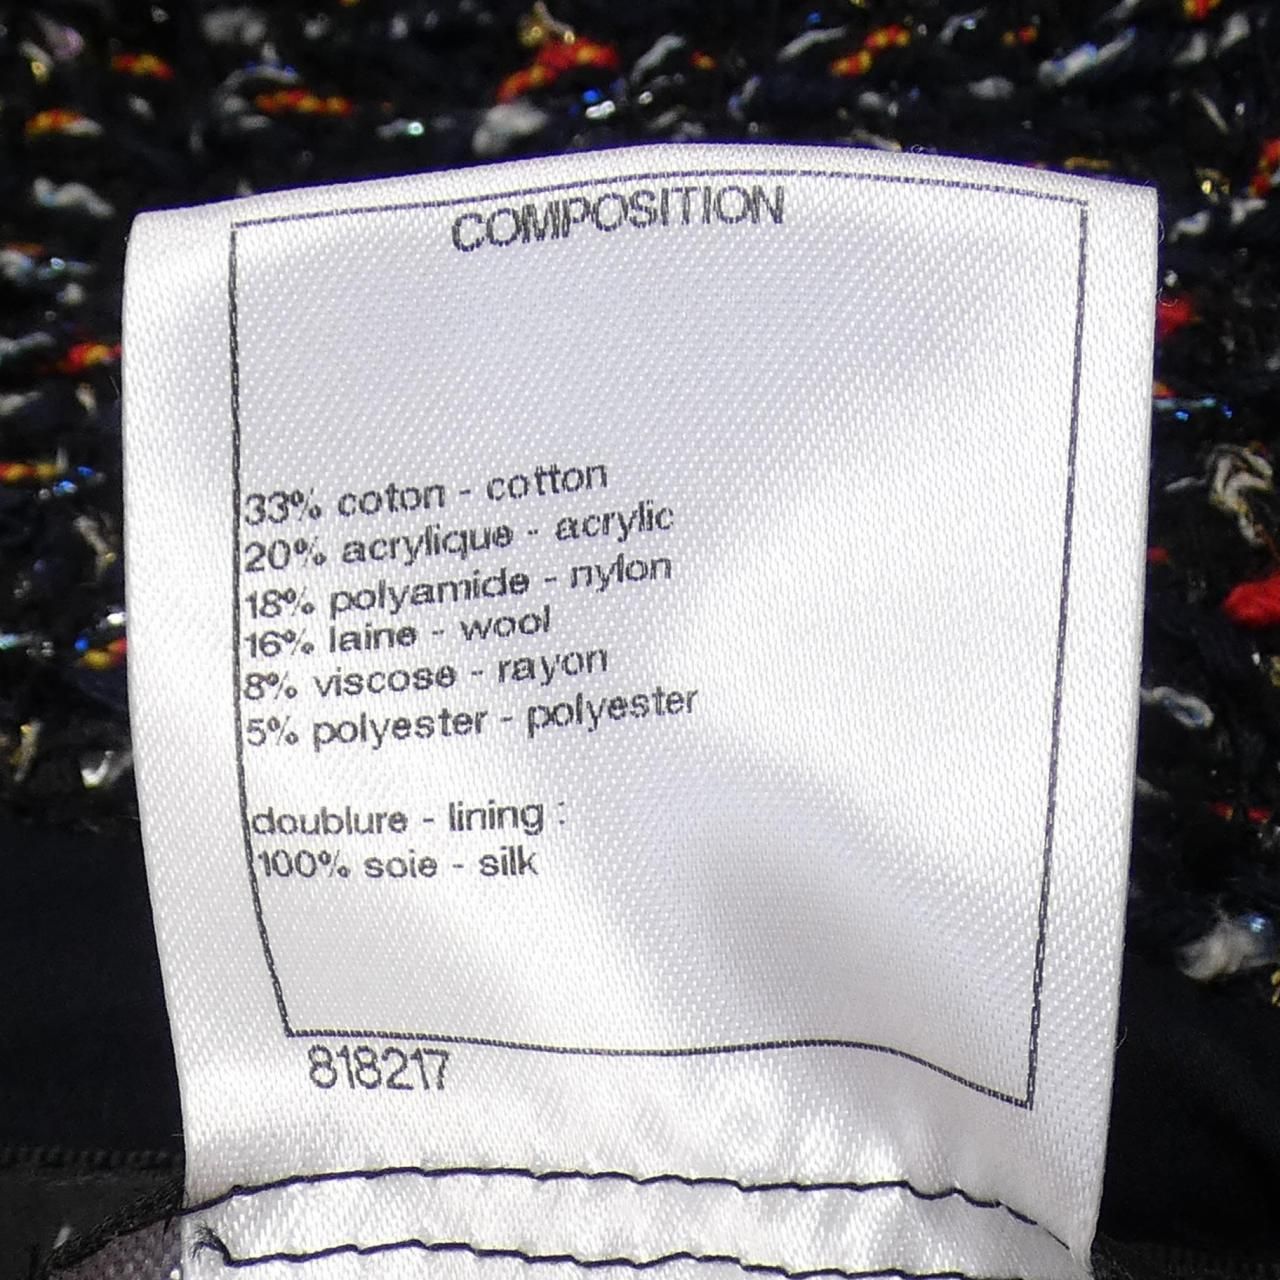 COMPOSITION
33% coton - cotton
20% acrylique - acrylic
18% polyamide - nylon
16% laine - wool
8% viscose - rayon
5% polyester - polyester
doublure - lining :
100% soie - silk
818217